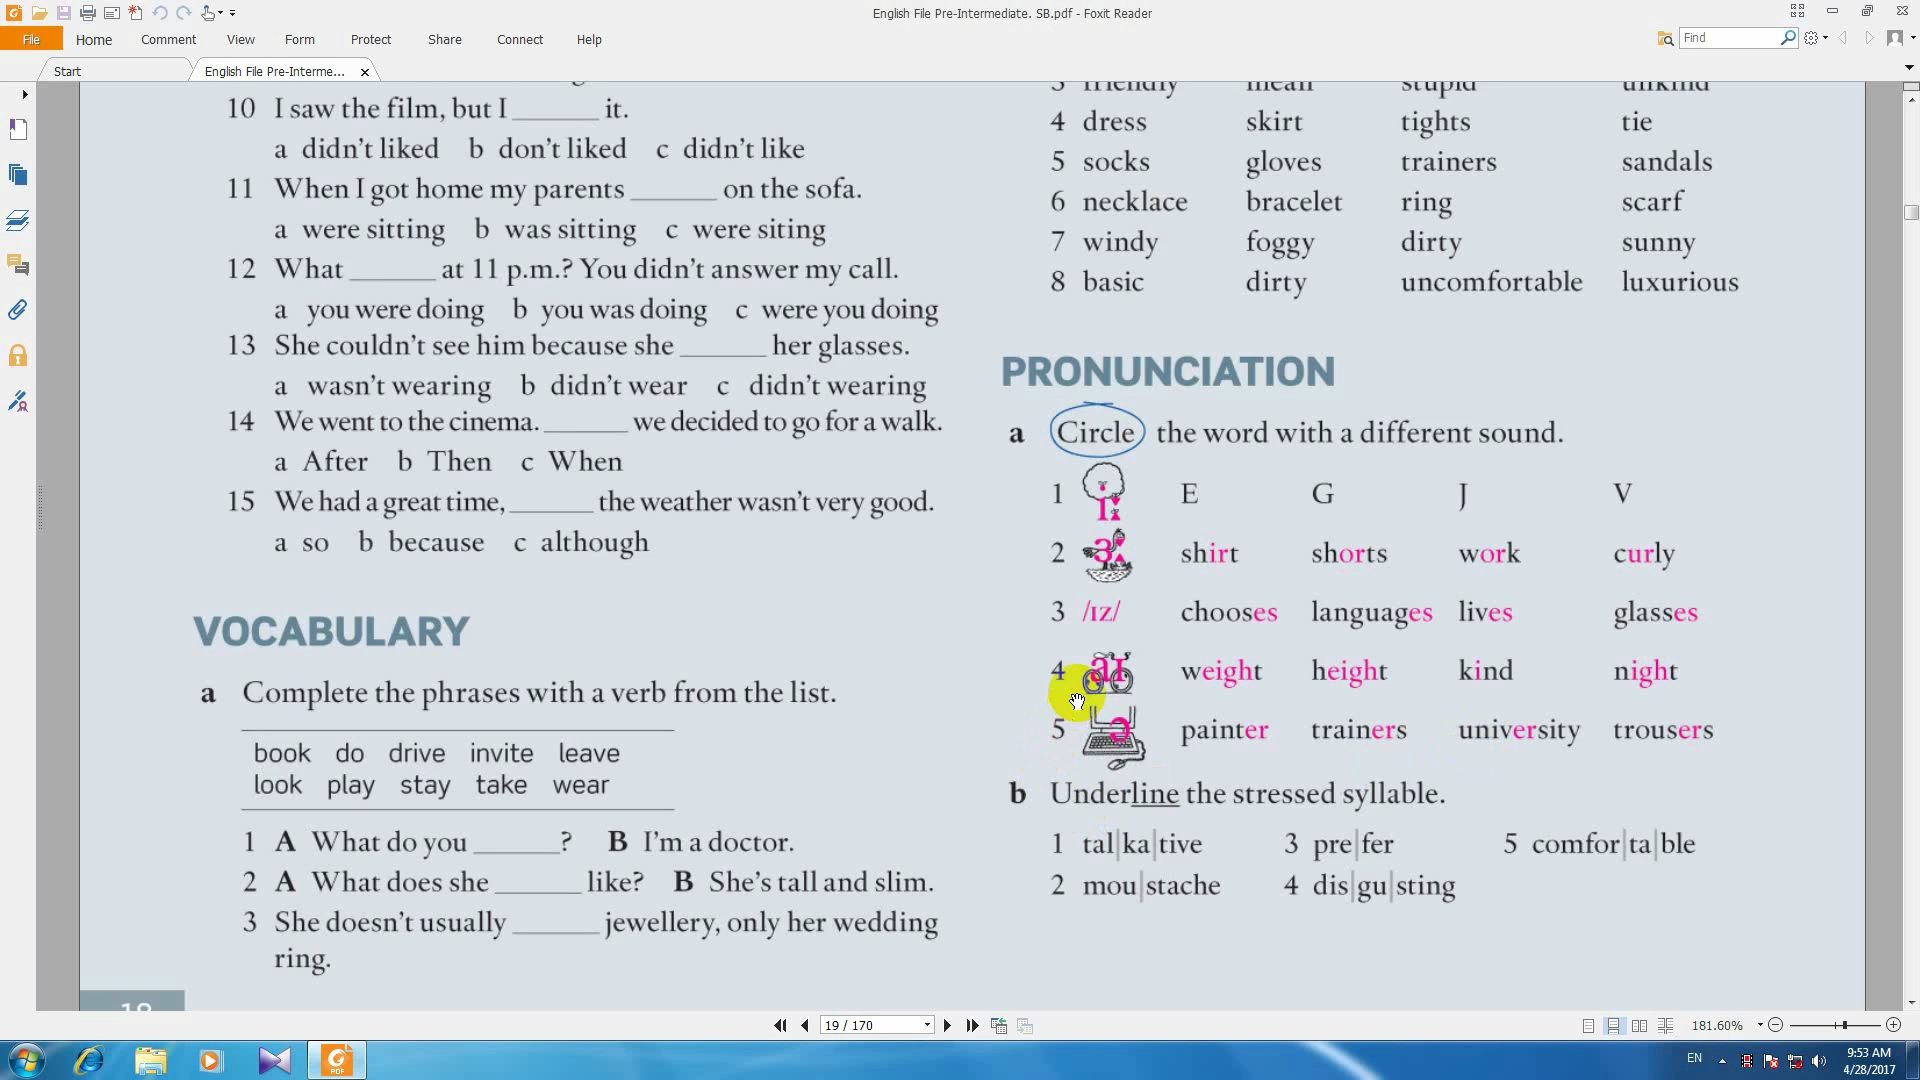 English File Pre-Intermediate. SB.pdf - Foxit Reader
File Home Comment View Form Protect Share Connect Help
Find
Start
English File Pre-Interme...
10 I saw the film, but I ______ it.
a didn't liked b don't liked c didn't like
11 When I got home my parents ______ on the sofa.
a were sitting b was sitting c were siting
12 What ______ at 11 p.m.? You didn't answer my call.
a you were doing b you was doing c were you doing
13 She couldn't see him because she ______ her glasses.
a wasn't wearing b didn't wear c didn't wearing
14 We went to the cinema. ______ we decided to go for a walk.
a After b Then c When
15 We had a great time, ______ the weather wasn't very good.
a so b because c although
VOCABULARY
a Complete the phrases with a verb from the list.
book do drive invite leave
look play stay take wear
1 A What do you ______? B I'm a doctor.
2 A What does she ______ like? B She's tall and slim.
3 She doesn't usually ______ jewellery, only her wedding
ring.
18
3 friendly mean stupid unkind
4 dress skirt tights tie
5 socks gloves trainers sandals
6 necklace bracelet ring scarf
7 windy foggy dirty sunny
8 basic dirty uncomfortable luxurious
PRONUNCIATION
a Circle the word with a different sound.
1 iː E G J V
2 ɜː shirt shorts work curly
3 /ɪz/ chooses languages lives glasses
4 aɪ weight height kind night
5 ə painter trainers university trousers
b Underline the stressed syllable.
1 tal|ka|tive 3 pre|fer 5 comfor|ta|ble
2 mou|stache 4 dis|gu|sting
19 / 170
181.60%
EN
9:53 AM
4/28/2017
PDF